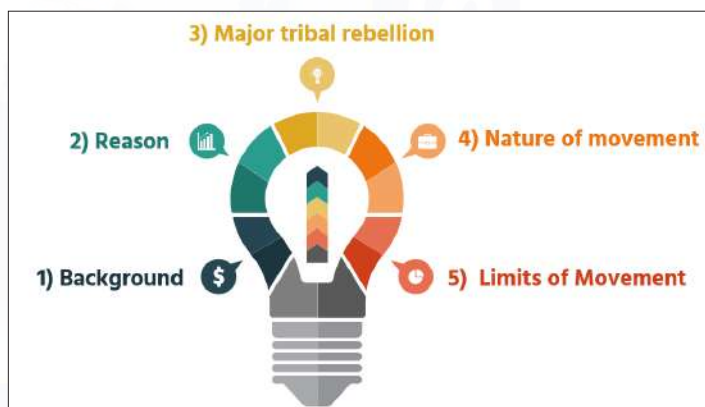 3) Major tribal rebellion
2) Reason
4) Nature of movement
1) Background
$
5) Limits of Movement